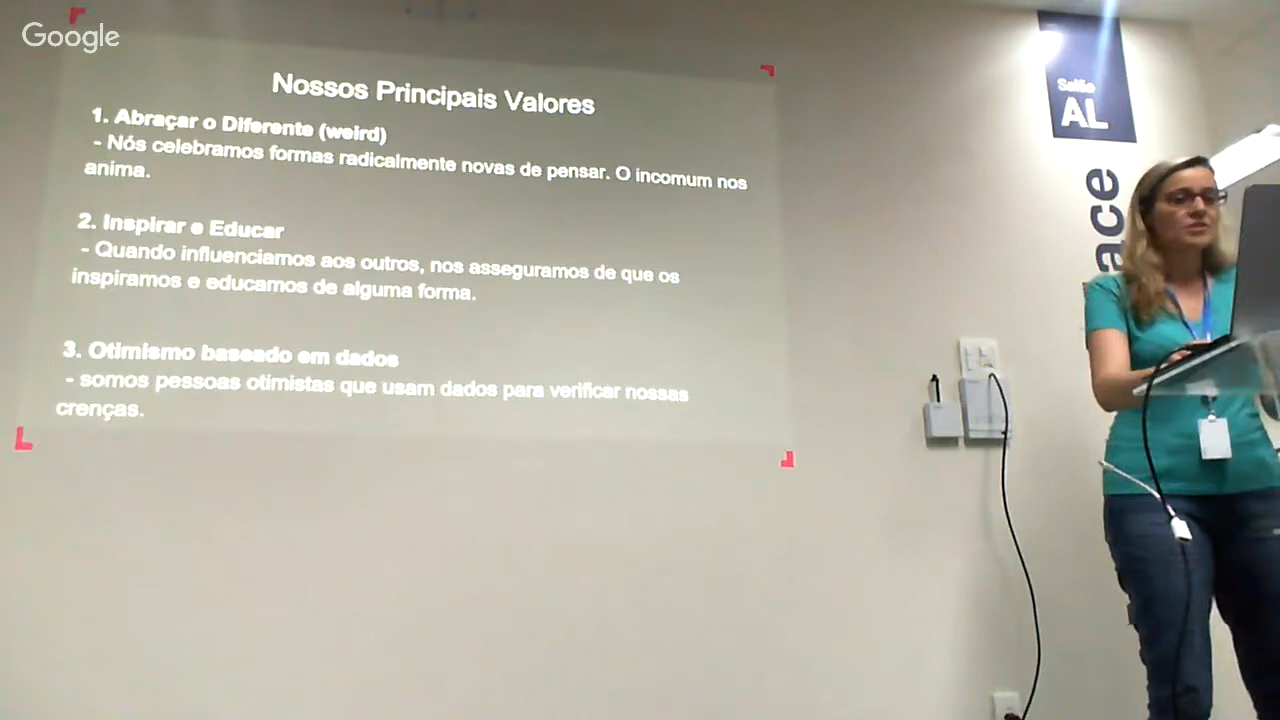 Google
Nossos Principais Valores
1. Abraçar o Diferente (weird)
- Nós celebramos formas radicalmente novas de pensar. O incomum nos
anima.
2. Inspirar e Educar
- Quando influenciamos aos outros, nos asseguramos de que os
inspiramos e educamos de alguma forma.
3. Otimismo baseado em dados
- somos pessoas otimistas que usam dados para verificar nossas
crenças.
Salão
AL
ace